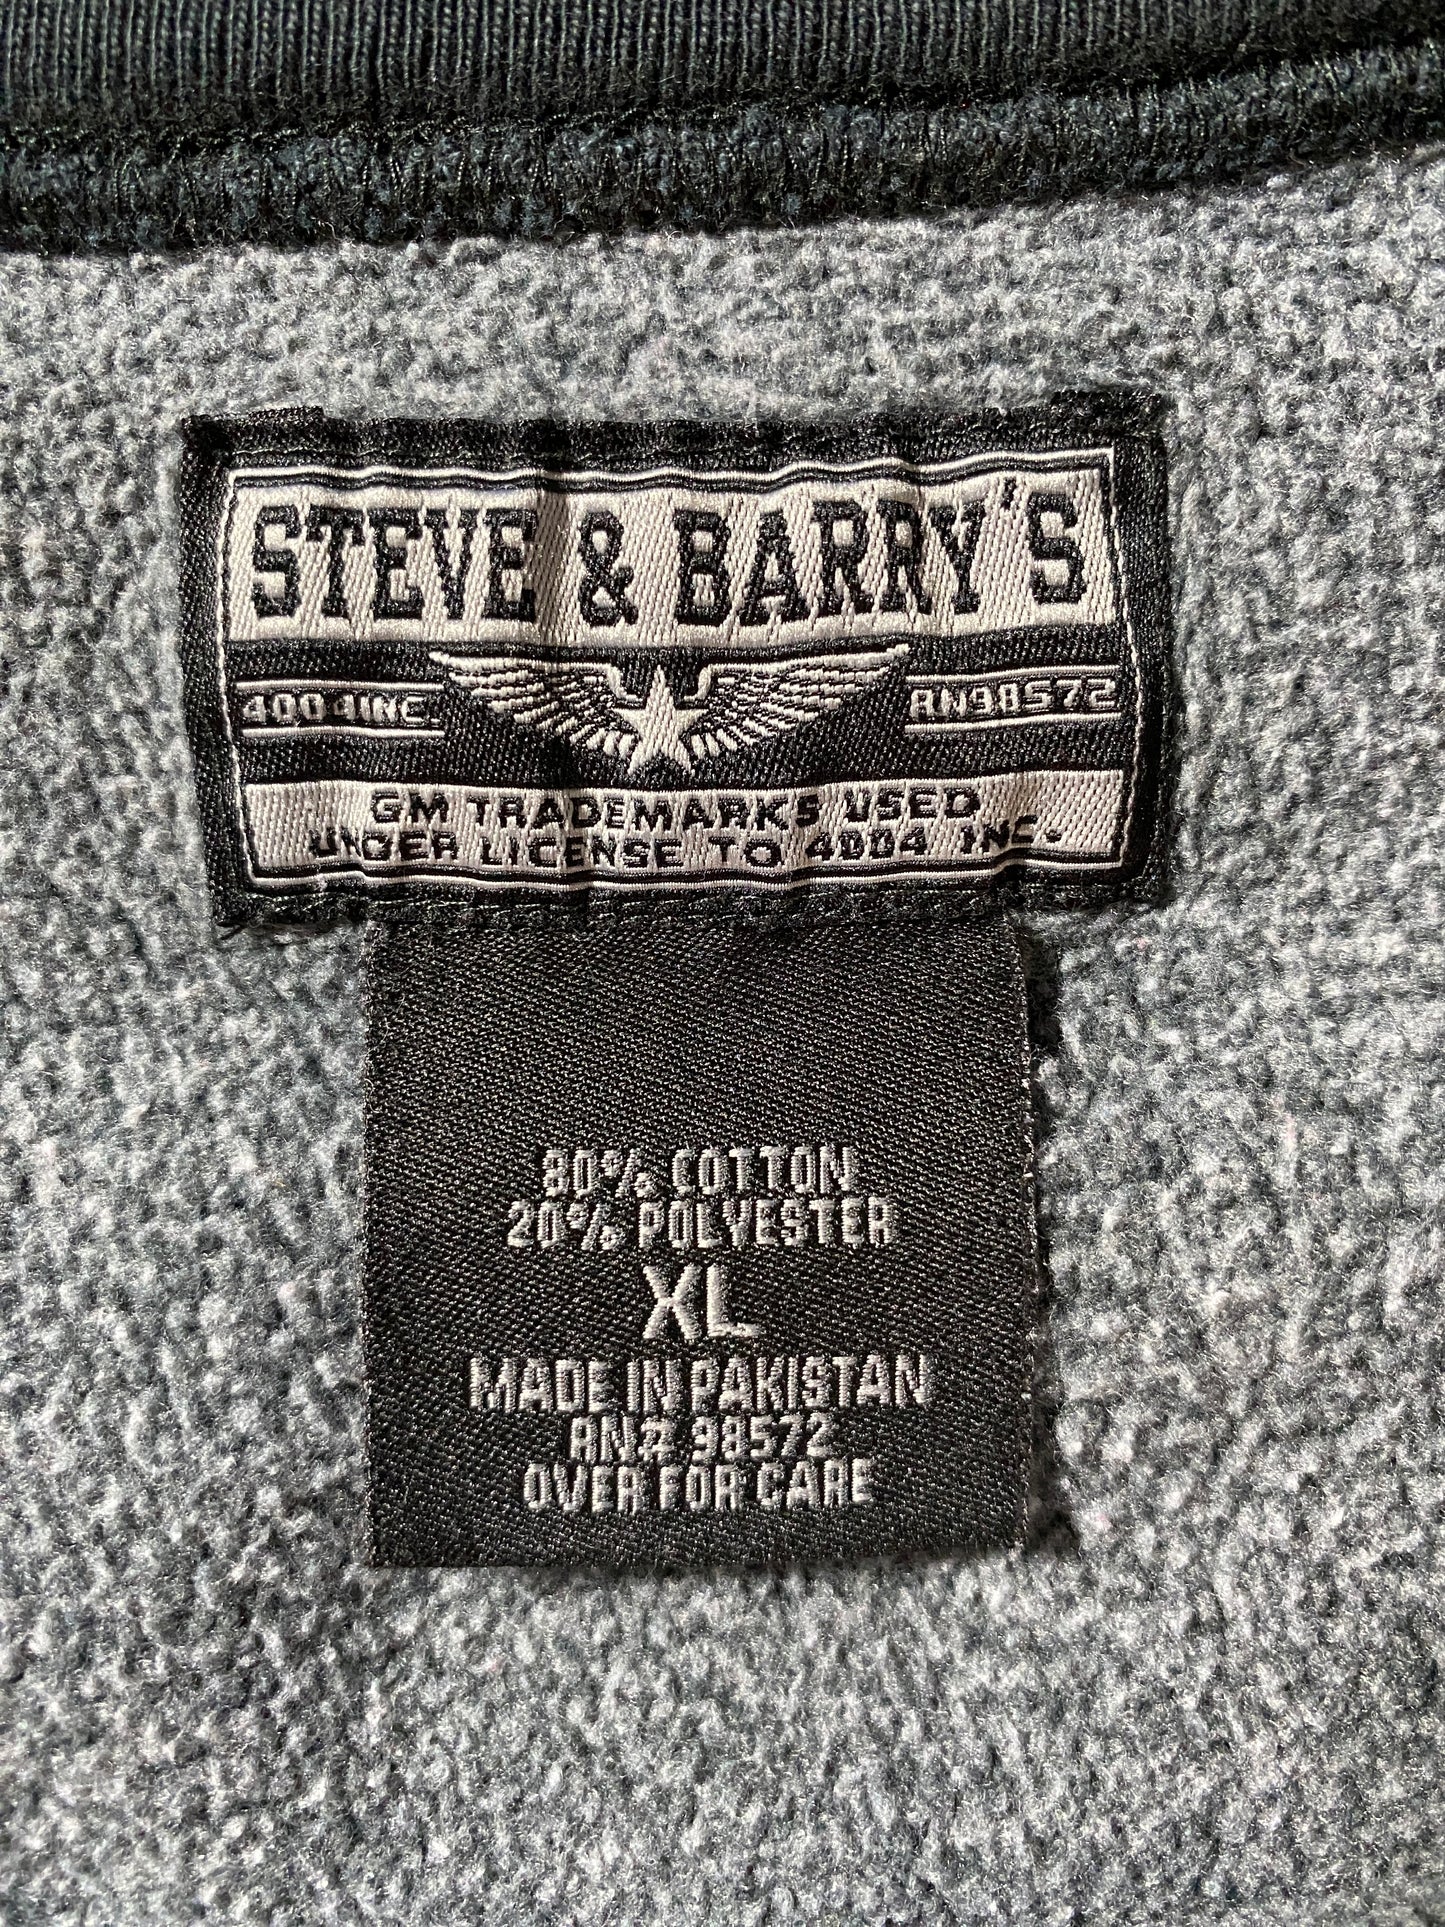 STEVE & BARRY'S
4004 INC.
RN98572
GM TRADEMARKS USED
UNDER LICENSE TO 4004 INC.
80% COTTON
20% POLYESTER
XL
MADE IN PAKISTAN
RN# 98572
OVER FOR CARE